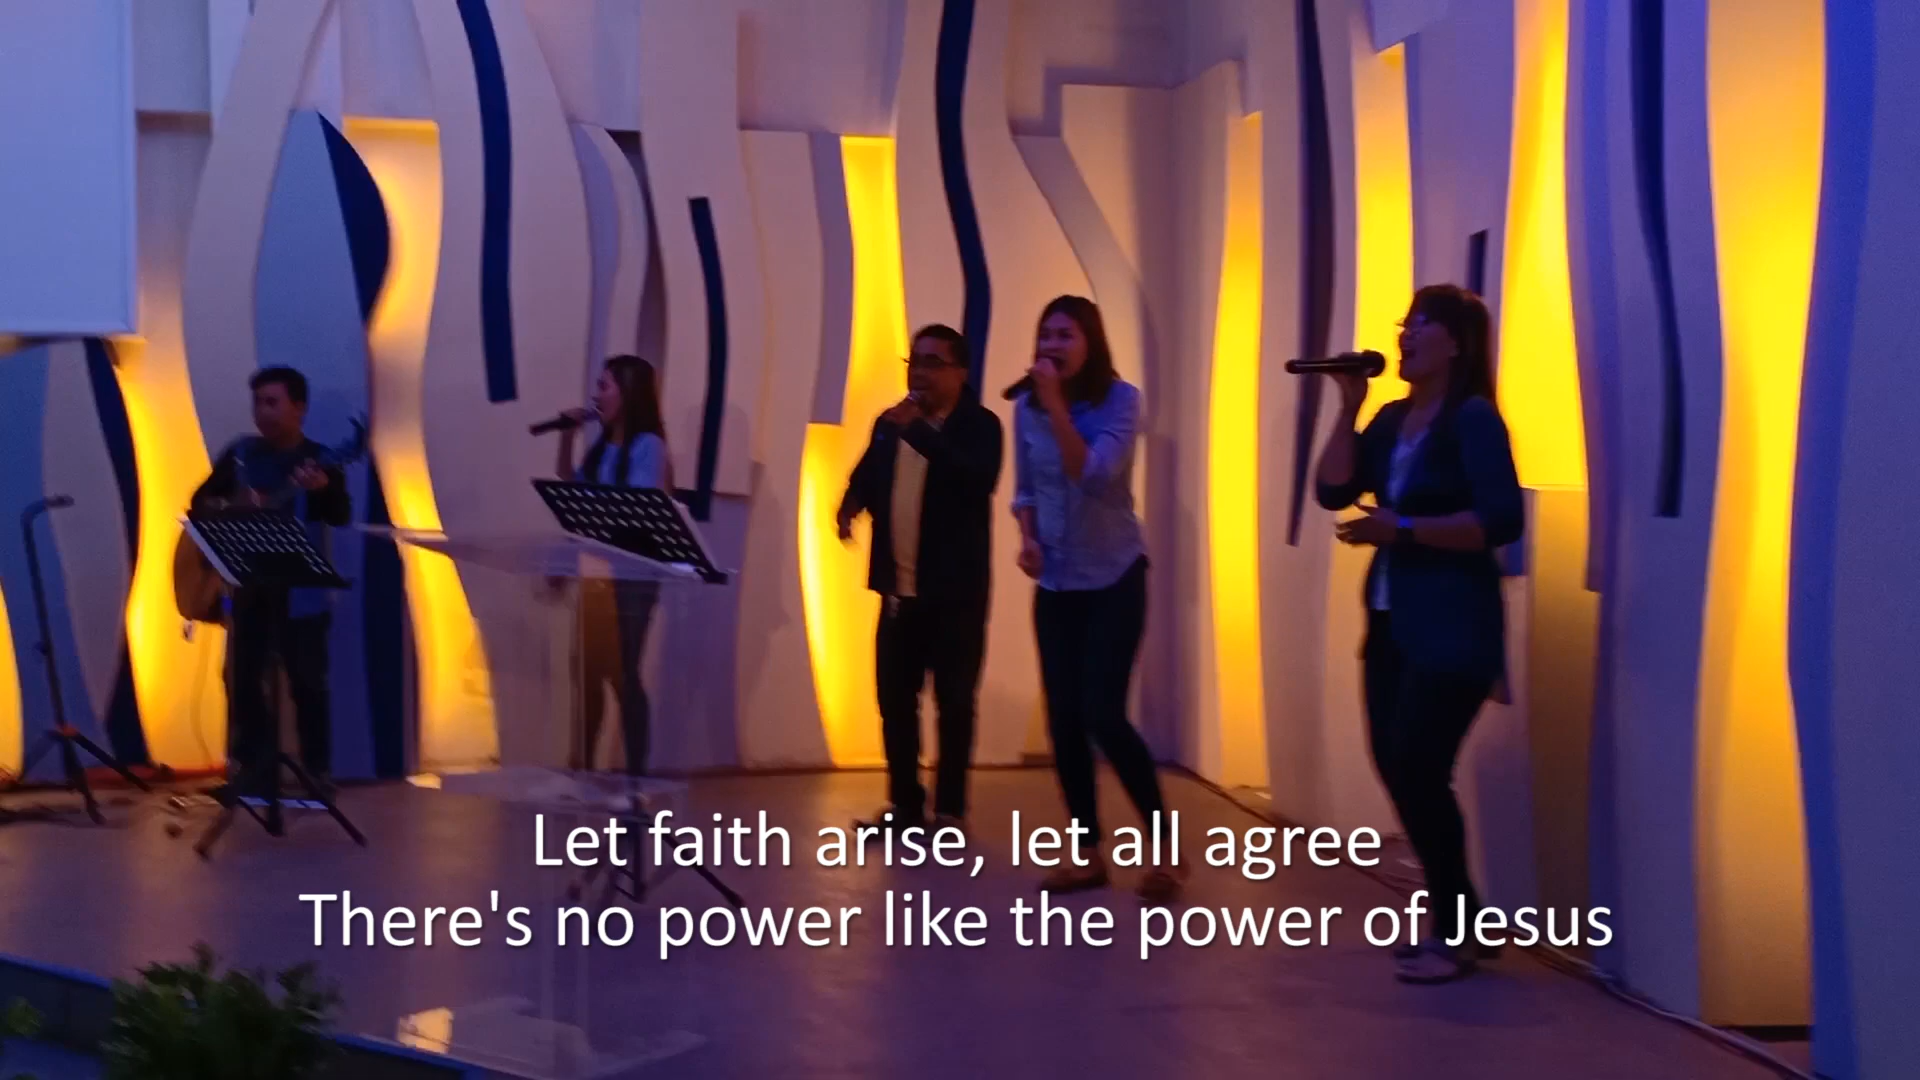 Let faith arise, let all agree
There's no power like the power of Jesus